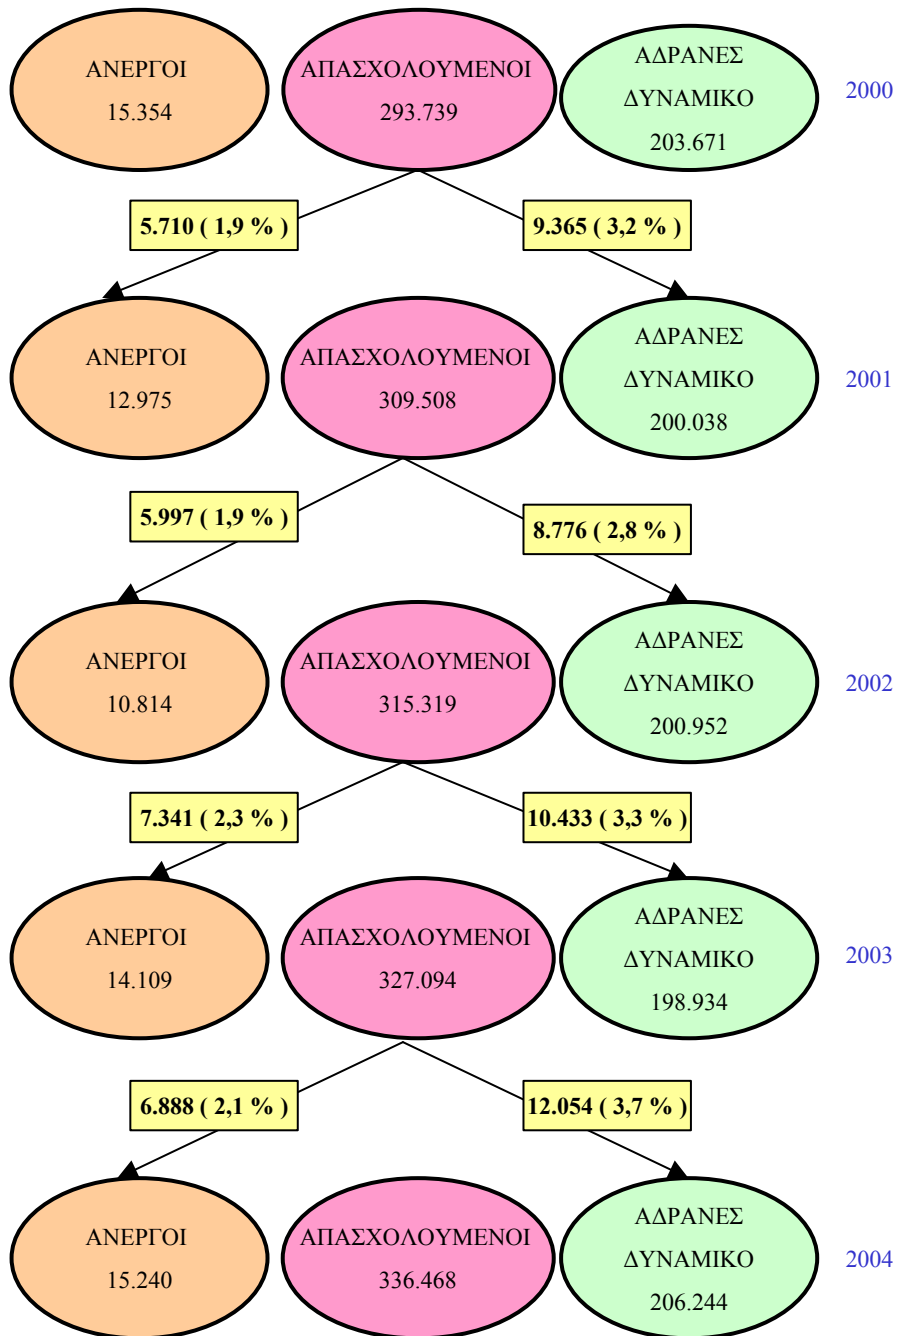 ΑΝΕΡΓΟΙ
15.354
ΑΠΑΣΧΟΛΟΥΜΕΝΟΙ
293.739
ΑΔΡΑΝΕΣ
ΔΥΝΑΜΙΚΟ
203.671
2000
5.710 ( 1,9 % )
9.365 ( 3,2 % )
ΑΝΕΡΓΟΙ
12.975
ΑΠΑΣΧΟΛΟΥΜΕΝΟΙ
309.508
ΑΔΡΑΝΕΣ
ΔΥΝΑΜΙΚΟ
200.038
2001
5.997 ( 1,9 % )
8.776 ( 2,8 % )
ΑΝΕΡΓΟΙ
10.814
ΑΠΑΣΧΟΛΟΥΜΕΝΟΙ
315.319
ΑΔΡΑΝΕΣ
ΔΥΝΑΜΙΚΟ
200.952
2002
7.341 ( 2,3 % )
10.433 ( 3,3 % )
ΑΝΕΡΓΟΙ
14.109
ΑΠΑΣΧΟΛΟΥΜΕΝΟΙ
327.094
ΑΔΡΑΝΕΣ
ΔΥΝΑΜΙΚΟ
198.934
2003
6.888 ( 2,1 % )
12.054 ( 3,7 % )
ΑΝΕΡΓΟΙ
15.240
ΑΠΑΣΧΟΛΟΥΜΕΝΟΙ
336.468
ΑΔΡΑΝΕΣ
ΔΥΝΑΜΙΚΟ
206.244
2004